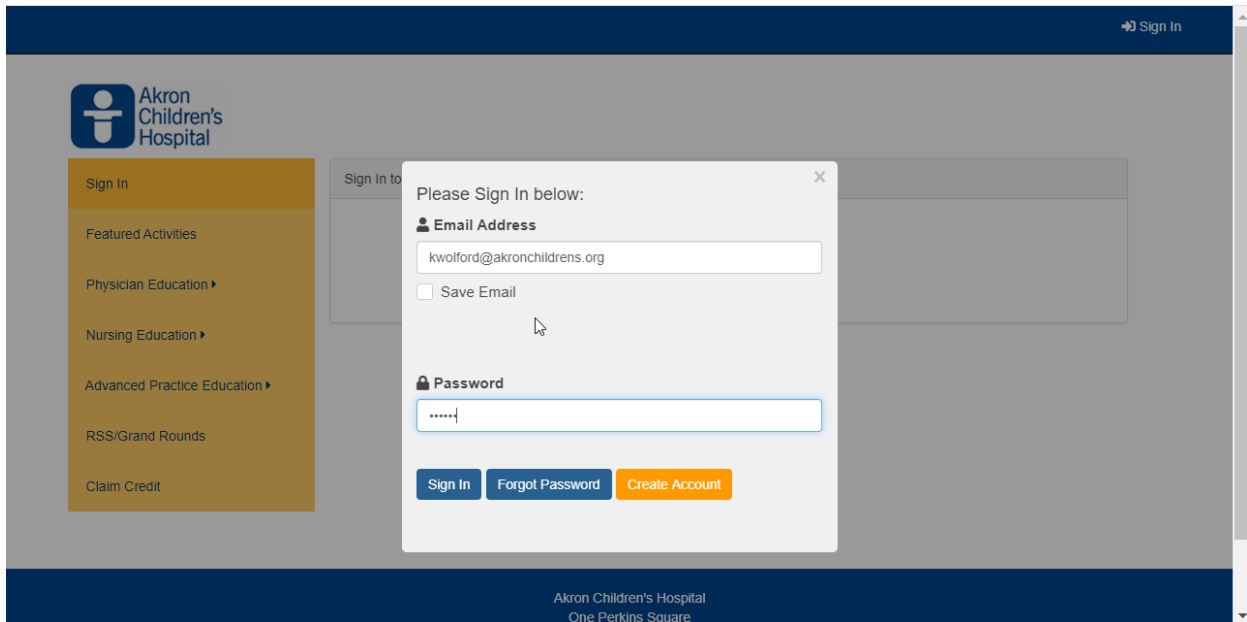 Sign In
Akron
Children's
Hospital
Sign In
Featured Activities
Physician Education
Nursing Education
Advanced Practice Education
RSS/Grand Rounds
Claim Credit
Sign In to
×
Please Sign In below:
Email Address
kwolford@akronchildrens.org
Save Email
Password
••••••
Sign In Forgot Password Create Account
Akron Children's Hospital
One Perkins Square